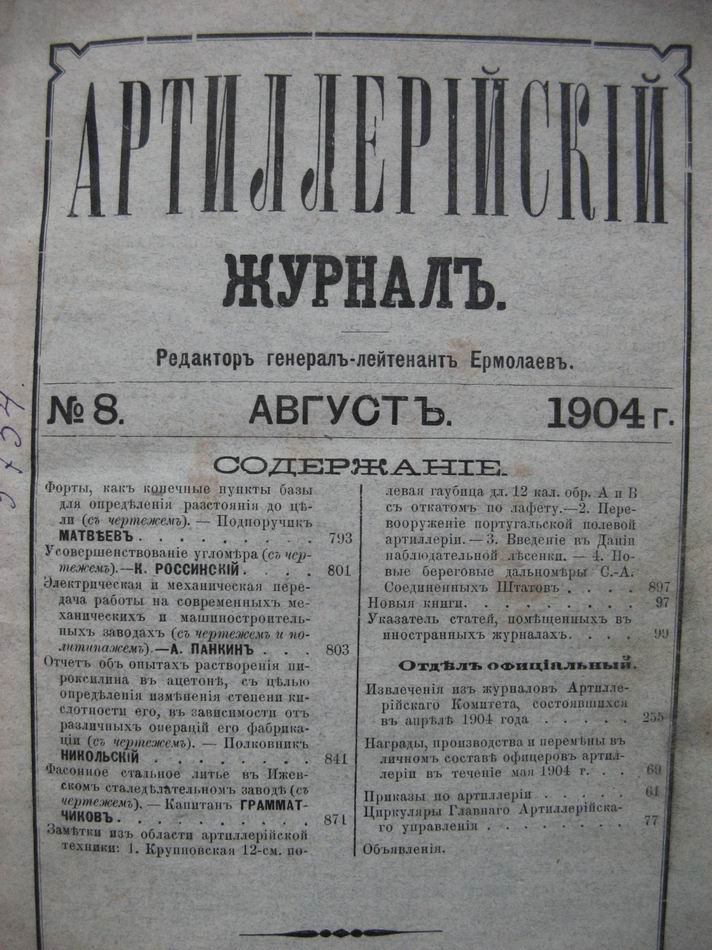 АРТИЛЛЕРІЙСКІЙ
ЖУРНАЛЪ.
Редакторъ генералъ-лейтенантъ Ермолаевъ.
№ 8. АВГУСТЪ. 1904 г.
СОДЕРЖАНІЕ.
Форты, какъ конечные пункты базы
для опредѣленія разстоянія до цѣ-
ли (съ чертежемъ). — Подпоручикъ
МАТВѢЕВЪ . . . . . . . . . 793
Усовершенствованіе угломѣра (съ чер-
тежемъ).—К. РОССИНСКІЙ . . . . 801
Электрическая и механическая пере-
дача работы на современныхъ ме-
ханическихъ и машиностроитель-
ныхъ заводахъ (съ чертежемъ и по-
литипажемъ).—А. ПАНКИНЪ . . . 803
Отчетъ объ опытахъ растворенія пи-
роксилина въ ацетонѣ, съ цѣлью
опредѣленія измѣненія степени кис-
лотности его, въ зависимости отъ
различныхъ операцій его фабрика-
ціи (съ чертежемъ). — Полковникъ
НИКОЛЬСКІЙ . . . . . . . . 841
Фасонное стальное литье въ Ижев-
скомъ сталедѣлательномъ заводѣ (съ
чертежемъ). — Капитанъ ГРАММАТ-
ЧИКОВЪ . . . . . . . . . . 871
Замѣтки изъ области артиллерійской
техники: 1. Крупповская 12-см. по-
левая гаубица дл. 12 кал. обр. А и В
съ откатомъ по лафету.—2. Пере-
вооруженіе португальской полевой
артиллеріи. — 3. Введеніе въ Даніи
наблюдательной лѣсенки. — 4. Но-
вые береговые дальномѣры С.-А.
Соединенныхъ Штатовъ . . . . . 897
Новыя книги. . . . . . . . . 97
Указатель статей, помѣщенныхъ въ
иностранныхъ журналахъ. . . . . 99
Отдѣлъ официіальный.
Извлеченія изъ журналовъ Артилле-
рійскаго Комитета, состоявшихся
въ апрѣлѣ 1904 года . . . . . . 255
Награды, производства и перемѣны въ
личномъ составѣ офицеровъ артил-
леріи въ теченіе мая 1904 г. . . . 69
Приказы по артиллеріи . . . . . 61
Циркуляры Главнаго Артиллерійска-
го управленія . . . . . . . . 77
Объявленія.